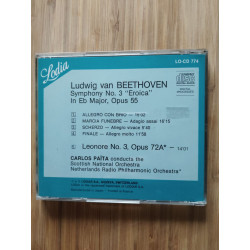 Lodia
LO-CD 774
Ludwig van BEETHOVEN
Symphony No. 3 "Eroica"
In Eb Major, Opus 55
ALLEGRO CON BRIO
MARCIA FUNEBRE — Adagio assai
SCHERZO — Allegro vivace
FINALE — Allegro molto
Leonore No. 3, Opus 72A*
CARLOS PAÏTA conducts the
Scottish National Orchestra
Netherlands Radio Philharmonic Orchestra*